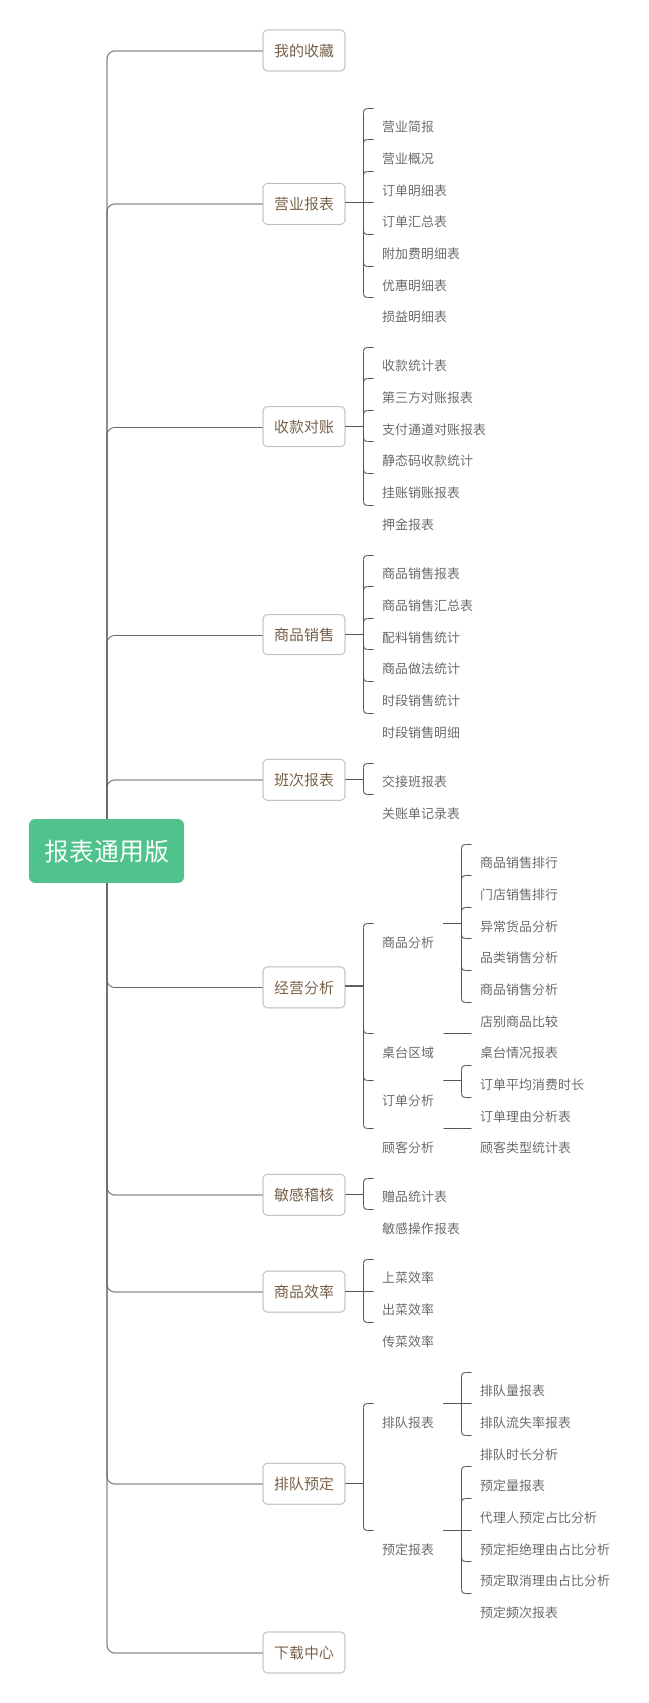 我的收藏
营业报表
营业简报
营业概况
订单明细表
订单汇总表
附加费明细表
优惠明细表
损益明细表
收款对账
收款统计表
第三方对账报表
支付通道对账报表
静态码收款统计
挂账销账报表
押金报表
商品销售
商品销售报表
商品销售汇总表
配料销售统计
商品做法统计
时段销售统计
时段销售明细
班次报表
交接班报表
关账单记录表
报表通用版
经营分析
商品分析
商品销售排行
门店销售排行
异常货品分析
品类销售分析
商品销售分析
店别商品比较
桌台区域
桌台情况报表
订单分析
订单平均消费时长
订单理由分析表
顾客分析
顾客类型统计表
敏感稽核
赠品统计表
敏感操作报表
商品效率
上菜效率
出菜效率
传菜效率
排队预定
排队报表
排队量报表
排队流失率报表
排队时长分析
预定报表
预定量报表
代理人预定占比分析
预定拒绝理由占比分析
预定取消理由占比分析
预定频次报表
下载中心